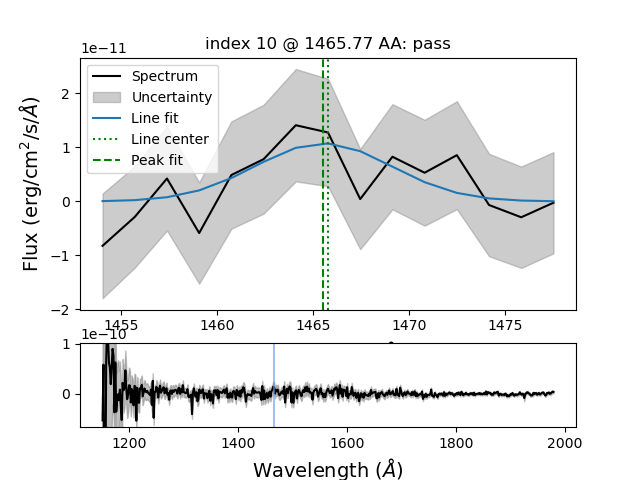 index 10 @ 1465.77 AA: pass
1e−11
Spectrum
Uncertainty
Line fit
Line center
Peak fit
2
1
0
−1
−2
Flux (erg/cm²/s/Å)
1455
1460
1465
1470
1475
1e−10
1
0
1200
1400
1600
1800
2000
Wavelength (Å)